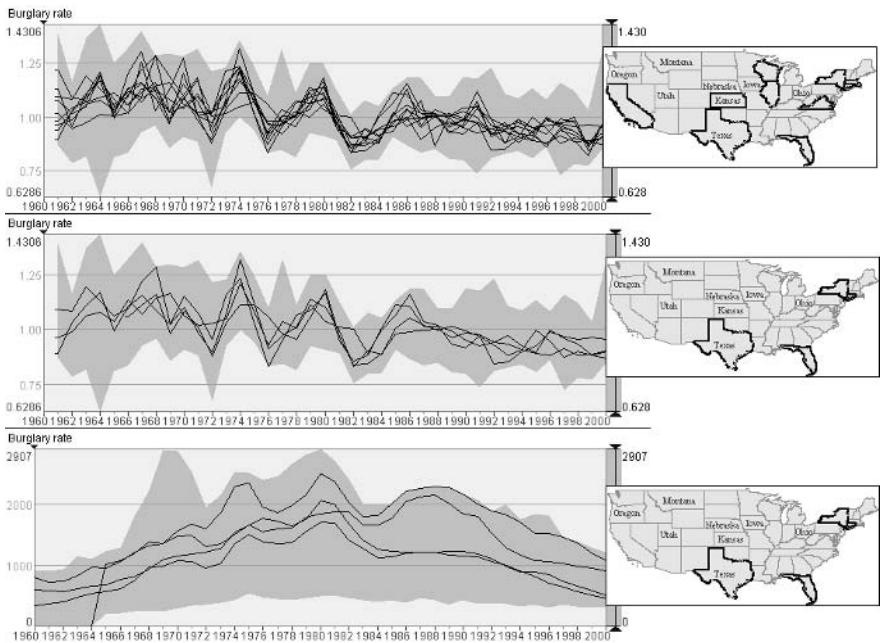 Burglary rate
1.4306
1.25
1.00
0.75
0.6286
1960 1962 1964 1966 1968 1970 1972 1974 1976 1978 1980 1982 1984 1986 1988 1990 1992 1994 1996 1998 2000
1.430
0.628
Oregon
Montana
Utah
Nebraska
Kansas
Iowa
Ohio
Texas
Burglary rate
1.4306
1.25
1.00
0.75
0.6286
1960 1962 1964 1966 1968 1970 1972 1974 1976 1978 1980 1982 1984 1986 1988 1990 1992 1994 1996 1998 2000
1.430
0.628
Oregon
Montana
Utah
Nebraska
Kansas
Iowa
Ohio
Texas
Burglary rate
2907
2000
1000
0
1960 1962 1964 1966 1968 1970 1972 1974 1976 1978 1980 1982 1984 1986 1988 1990 1992 1994 1996 1998 2000
2907
0
Oregon
Montana
Utah
Nebraska
Kansas
Iowa
Ohio
Texas